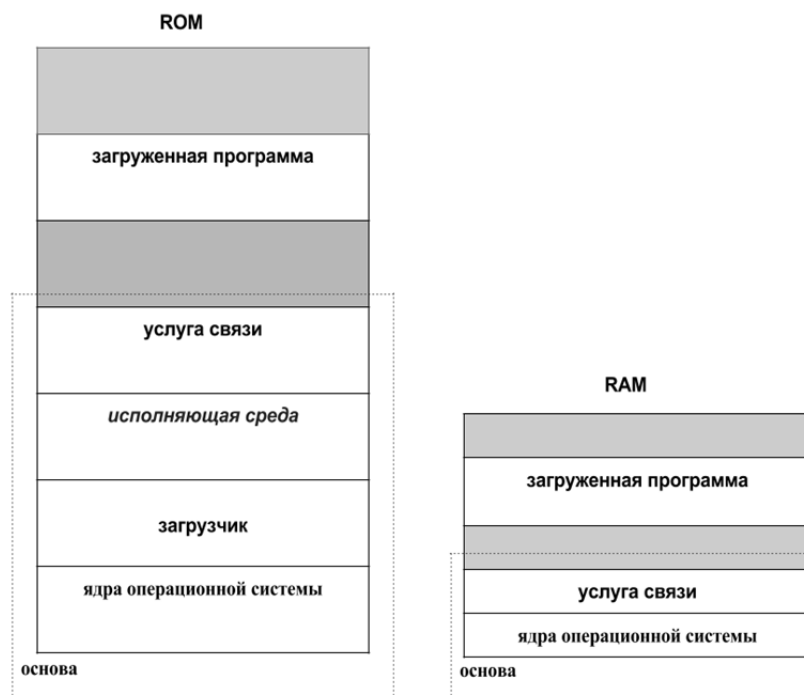 ROM
загруженная программа
услуга связи
исполняющая среда
загрузчик
ядра операционной системы
основа
RAM
загруженная программа
услуга связи
ядра операционной системы
основа